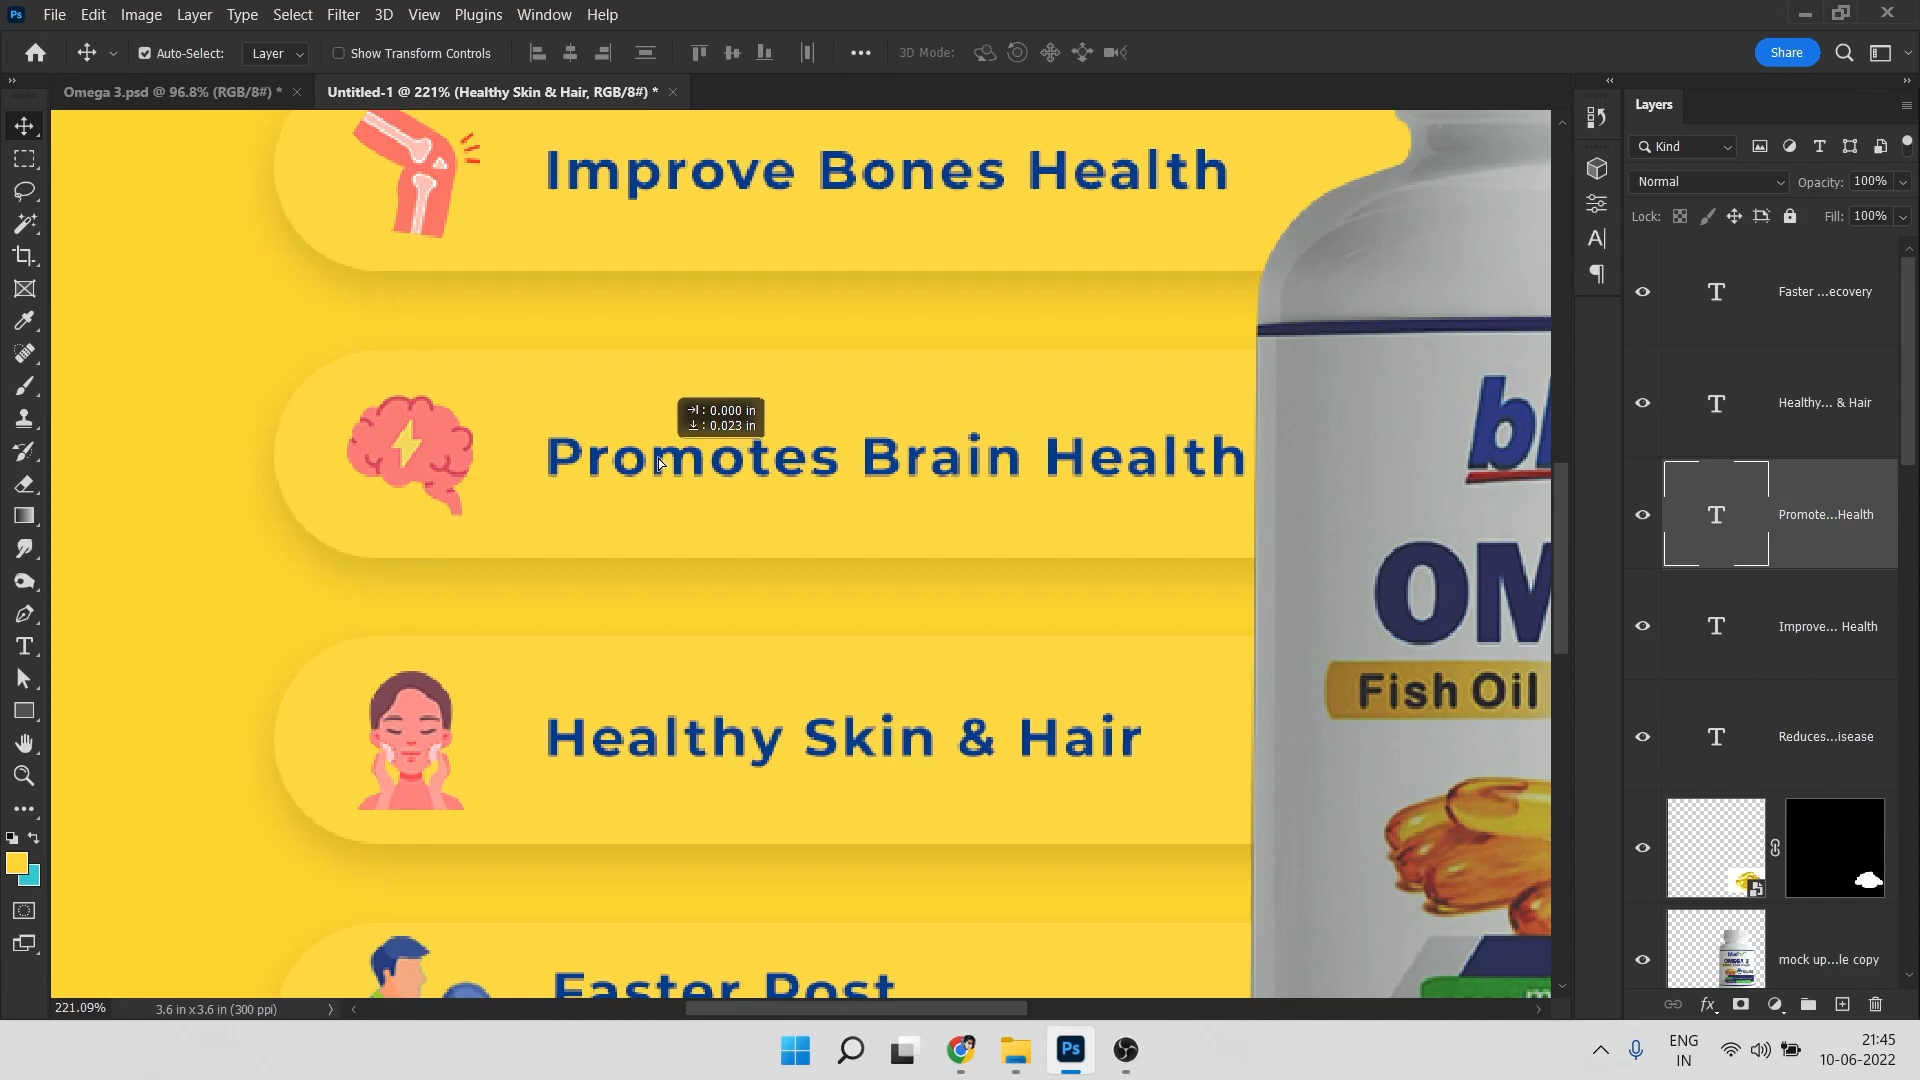 Ps File Edit Image Layer Type Select Filter 3D View Plugins Window Help
Auto-Select: Layer Show Transform Controls 3D Mode: Share
Omega 3.psd @ 96.8% (RGB/8#) * Untitled-1 @ 221% (Healthy Skin & Hair, RGB/8#) *
Layers
Kind
Normal Opacity: 100%
Lock: Fill: 100%
Improve Bones Health
Faster ...ecovery
Healthy... & Hair
0.000 in
0.023 in
Promotes Brain Health
Promote...Health
OM
Improve... Health
Fish Oil
Healthy Skin & Hair
Reduces...isease
mock up...le copy
Faster Post
221.09% 3.6 in x 3.6 in (300 ppi)
Ps
ENG
IN
21:45
10-06-2022